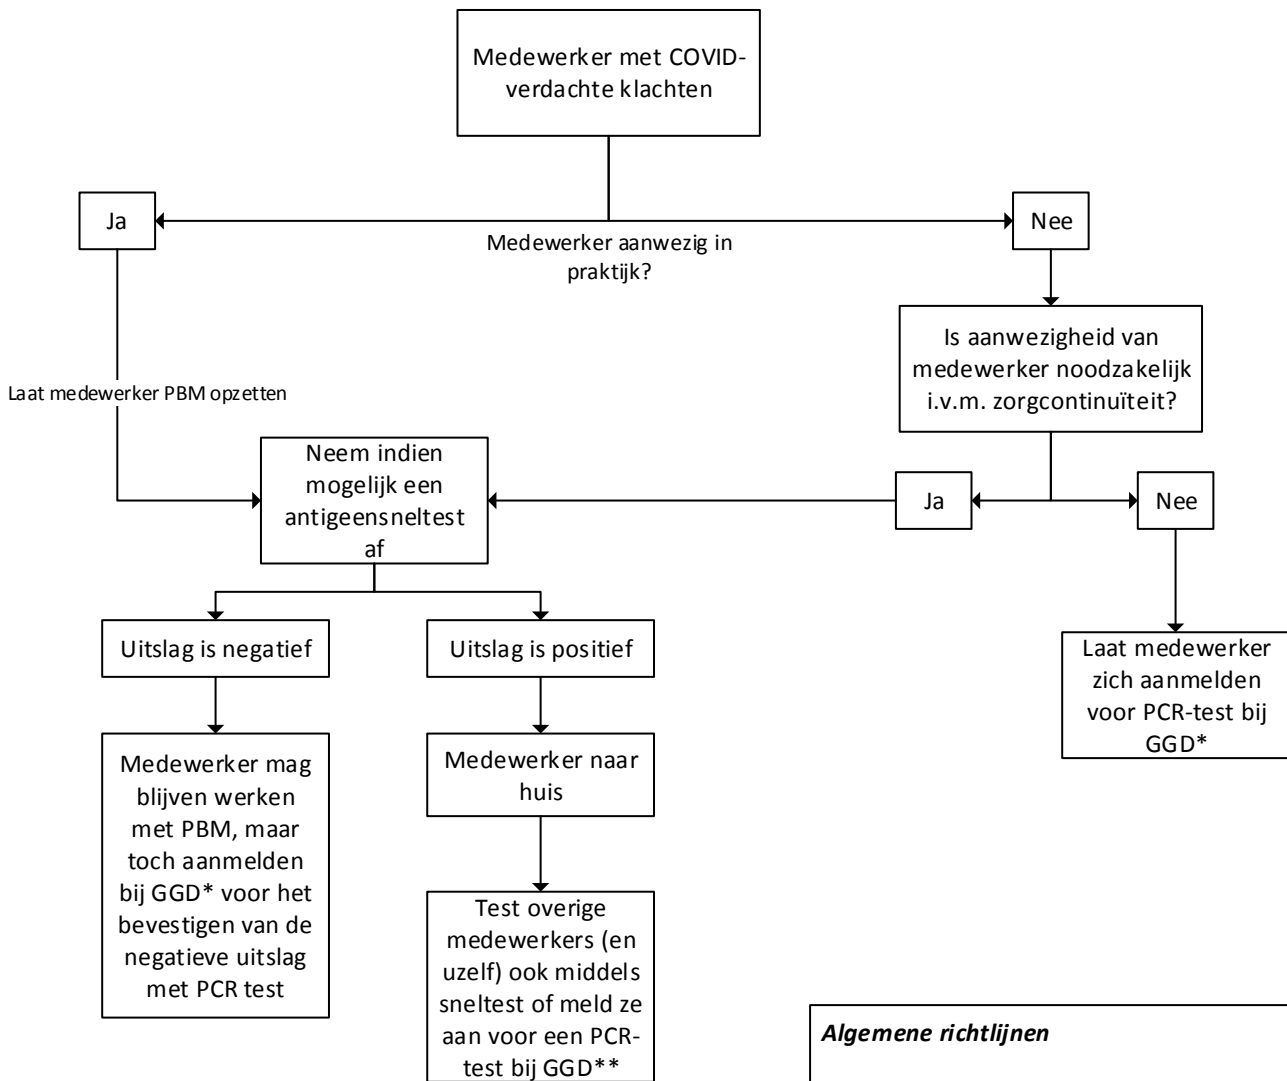 Medewerker met COVID-
verdachte klachten
Ja
Nee
Medewerker aanwezig in
praktijk?
Is aanwezigheid van
medewerker noodzakelijk
i.v.m. zorgcontinuïteit?
Laat medewerker PBM opzetten
Neem indien
mogelijk een
antigeensneltest
af
Ja
Nee
Uitslag is negatief
Uitslag is positief
Laat medewerker
zich aanmelden
voor PCR-test bij
GGD*
Medewerker mag
blijven werken
met PBM, maar
toch aanmelden
bij GGD* voor het
bevestigen van de
negatieve uitslag
met PCR test
Medewerker naar
huis
Test overige
medewerkers (en
uzelf) ook middels
sneltest of meld ze
aan voor een PCR-
test bij GGD**
Algemene richtlijnen